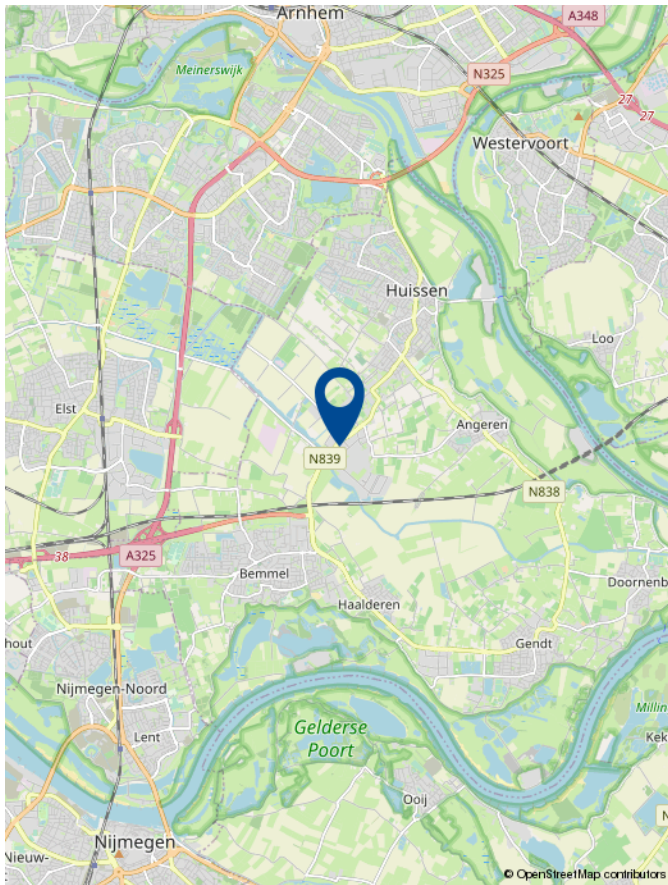 Arnhem
A348
Meinerswijk
N325
27
27
Westervoort
Huissen
Loo
Elst
Angeren
N839
N838
38
A325
Bemmel
Doornenb
Haalderen
hout
Gendt
Nijmegen-Noord
Millin
Gelderse
Poort
Lent
Kek
Ooij
N
Nijmegen
Nieuw-
© OpenStreetMap contributors